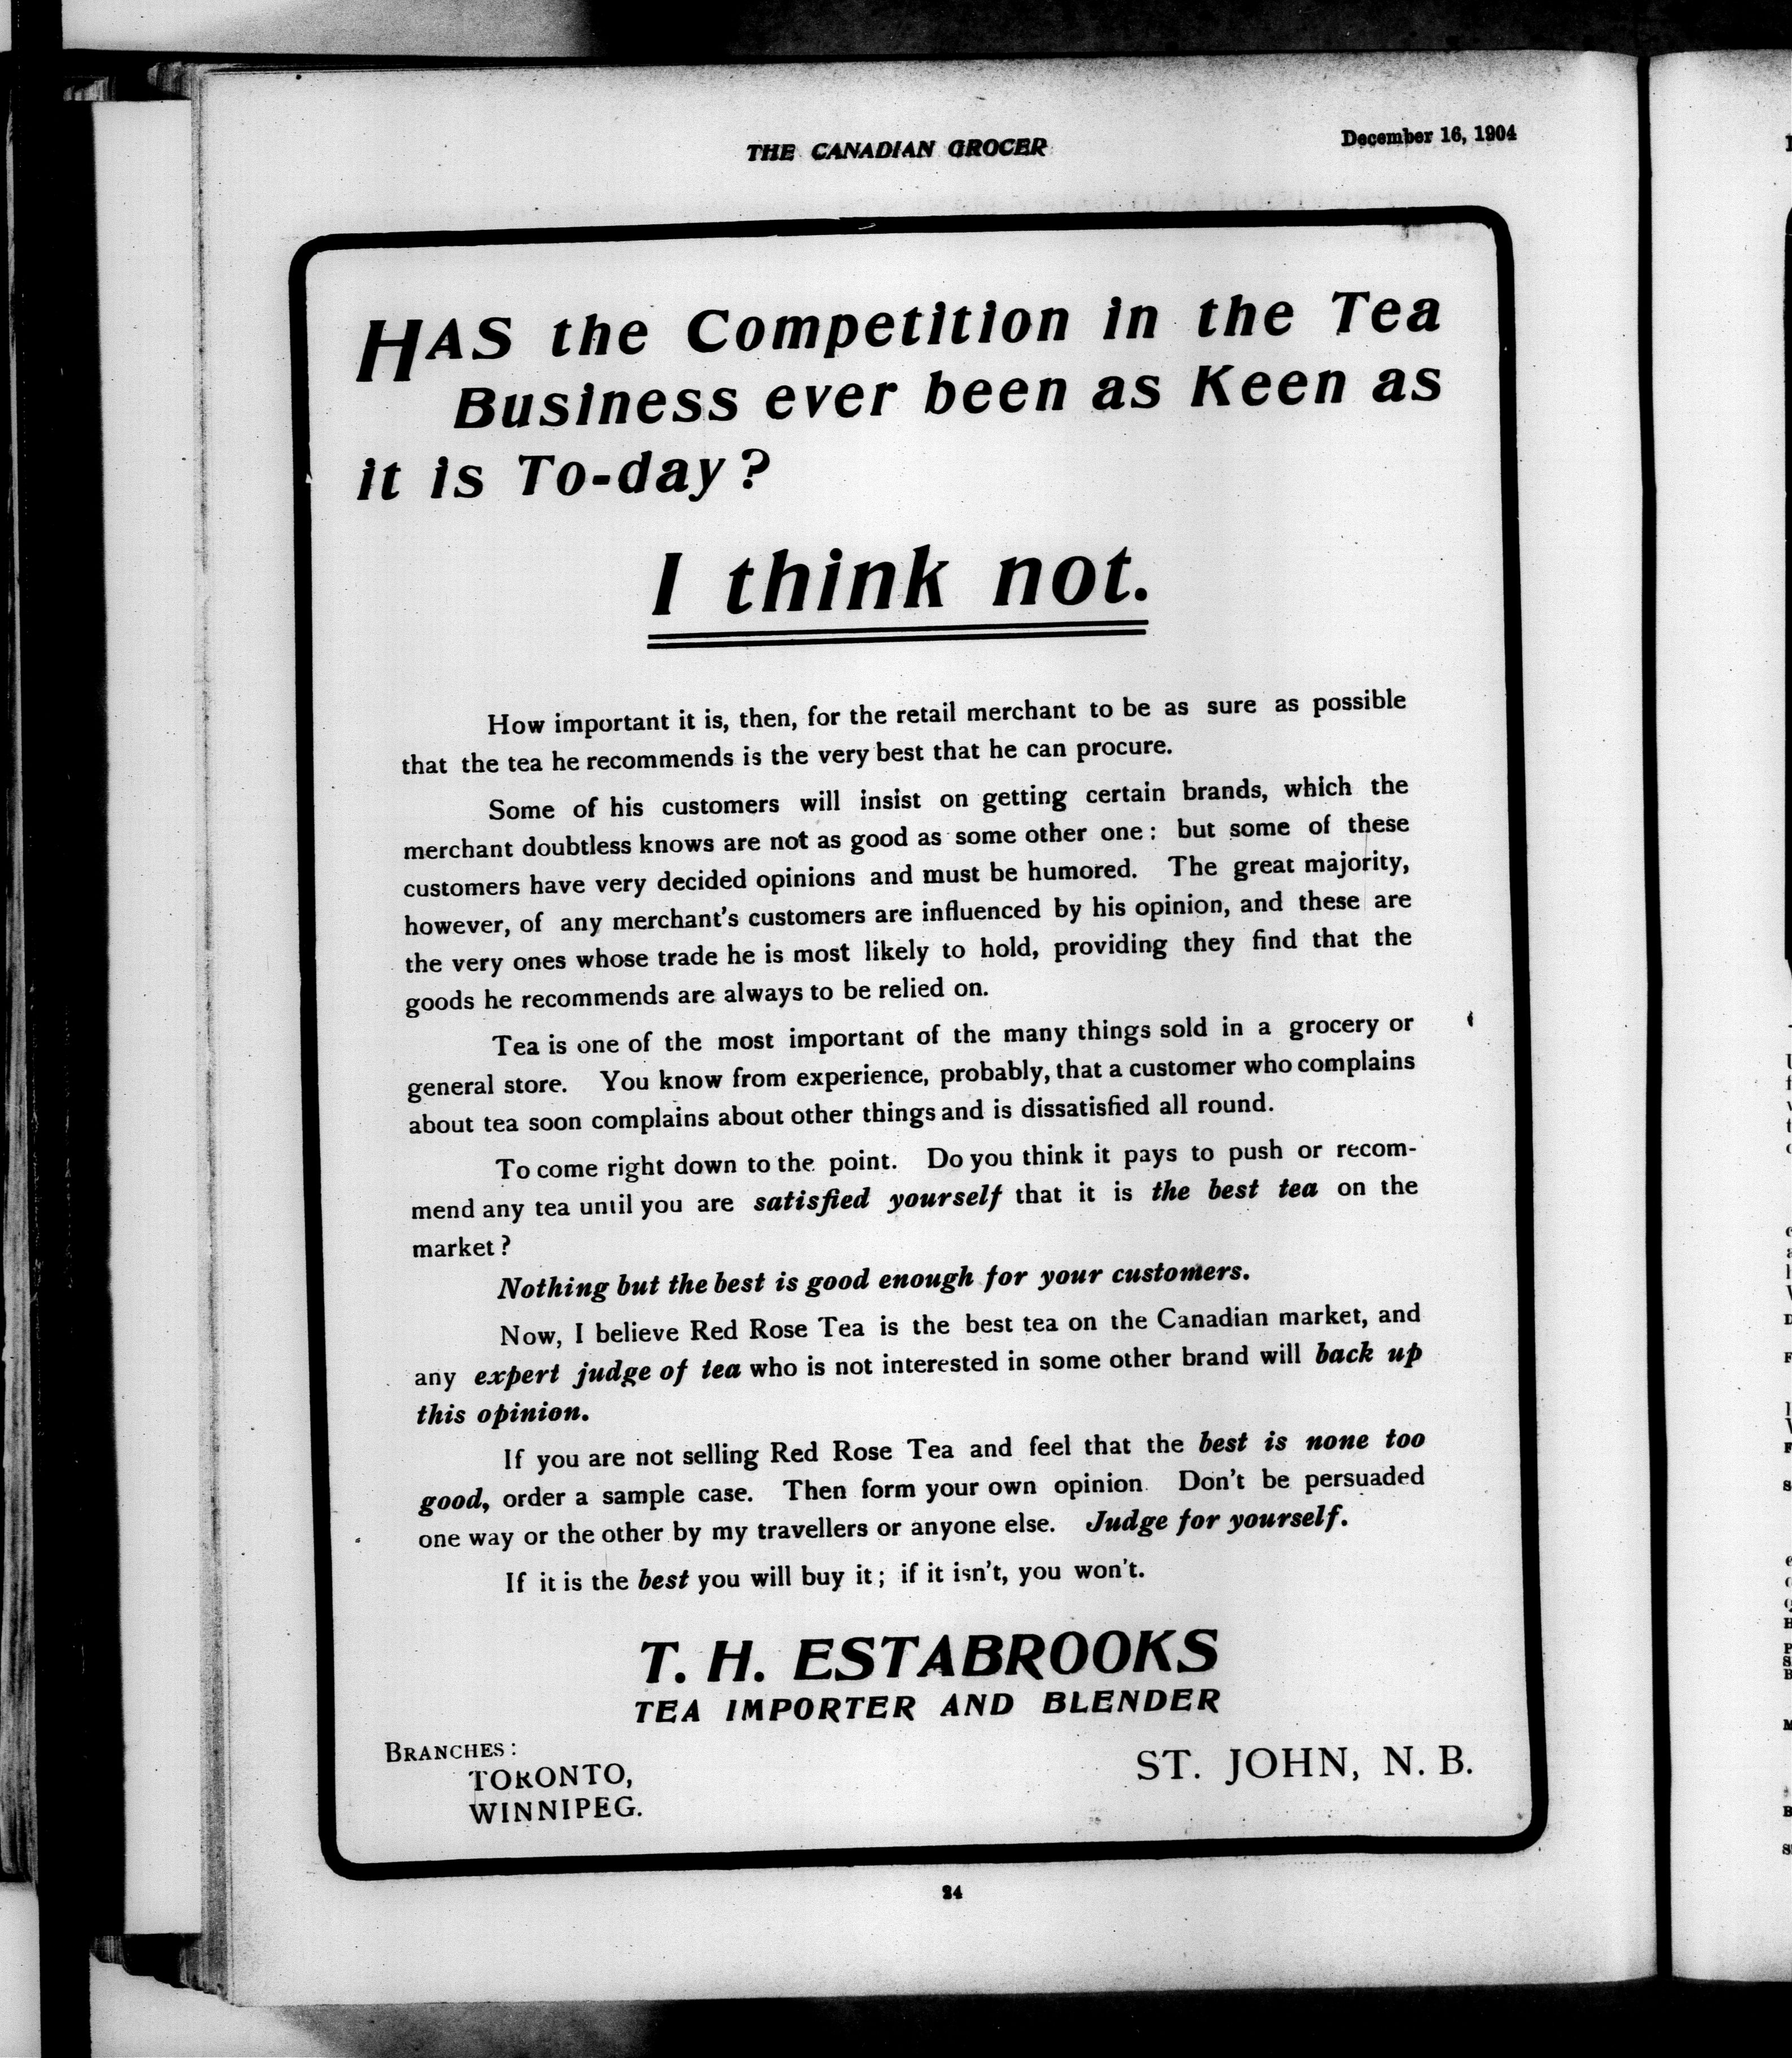 THE CANADIAN GROCER
December 16, 1904
HAS the Competition in the Tea
Business ever been as Keen as
it is To-day?
I think not.
How important it is, then, for the retail merchant to be as sure as possible
that the tea he recommends is the very best that he can procure.
Some of his customers will insist on getting certain brands, which the
merchant doubtless knows are not as good as some other one: but some of these
customers have very decided opinions and must be humored. The great majority,
however, of any merchant's customers are influenced by his opinion, and these are
the very ones whose trade he is most likely to hold, providing they find that the
goods he recommends are always to be relied on.
Tea is one of the most important of the many things sold in a grocery or
general store. You know from experience, probably, that a customer who complains
about tea soon complains about other things and is dissatisfied all round.
To come right down to the point. Do you think it pays to push or recom-
mend any tea until you are satisfied yourself that it is the best tea on the
market?
Nothing but the best is good enough for your customers.
Now, I believe Red Rose Tea is the best tea on the Canadian market, and
any expert judge of tea who is not interested in some other brand will back up
this opinion.
If you are not selling Red Rose Tea and feel that the best is none too
good, order a sample case. Then form your own opinion. Don't be persuaded
one way or the other by my travellers or anyone else. Judge for yourself.
If it is the best you will buy it; if it isn't, you won't.
T. H. ESTABROOKS
TEA IMPORTER AND BLENDER
BRANCHES:
TORONTO,
WINNIPEG.
ST. JOHN, N. B.
24